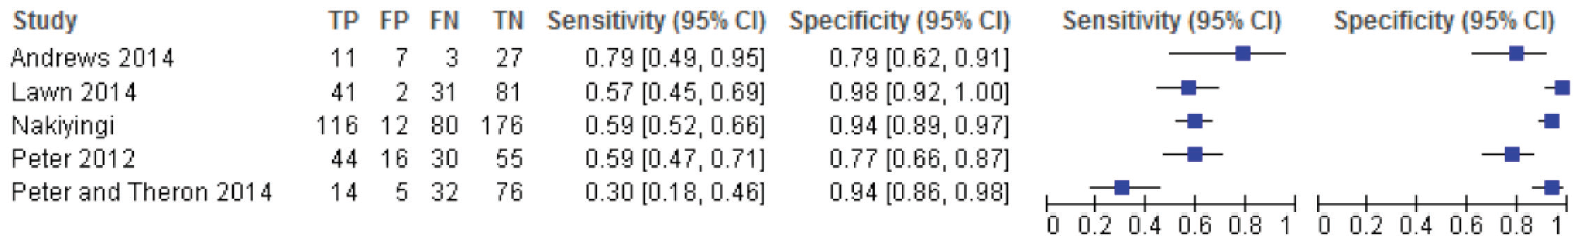 Study TP FP FN TN Sensitivity (95% CI) Specificity (95% CI) Sensitivity (95% CI) Specificity (95% CI)
Andrews 2014 11 7 3 27 0.79 [0.49, 0.95] 0.79 [0.62, 0.91]
Lawn 2014 41 2 31 81 0.57 [0.45, 0.69] 0.98 [0.92, 1.00]
Nakiyingi 116 12 80 176 0.59 [0.52, 0.66] 0.94 [0.89, 0.97]
Peter 2012 44 16 30 55 0.59 [0.47, 0.71] 0.77 [0.66, 0.87]
Peter and Theron 2014 14 5 32 76 0.30 [0.18, 0.46] 0.94 [0.86, 0.98]
0 0.2 0.4 0.6 0.8 1 0 0.2 0.4 0.6 0.8 1